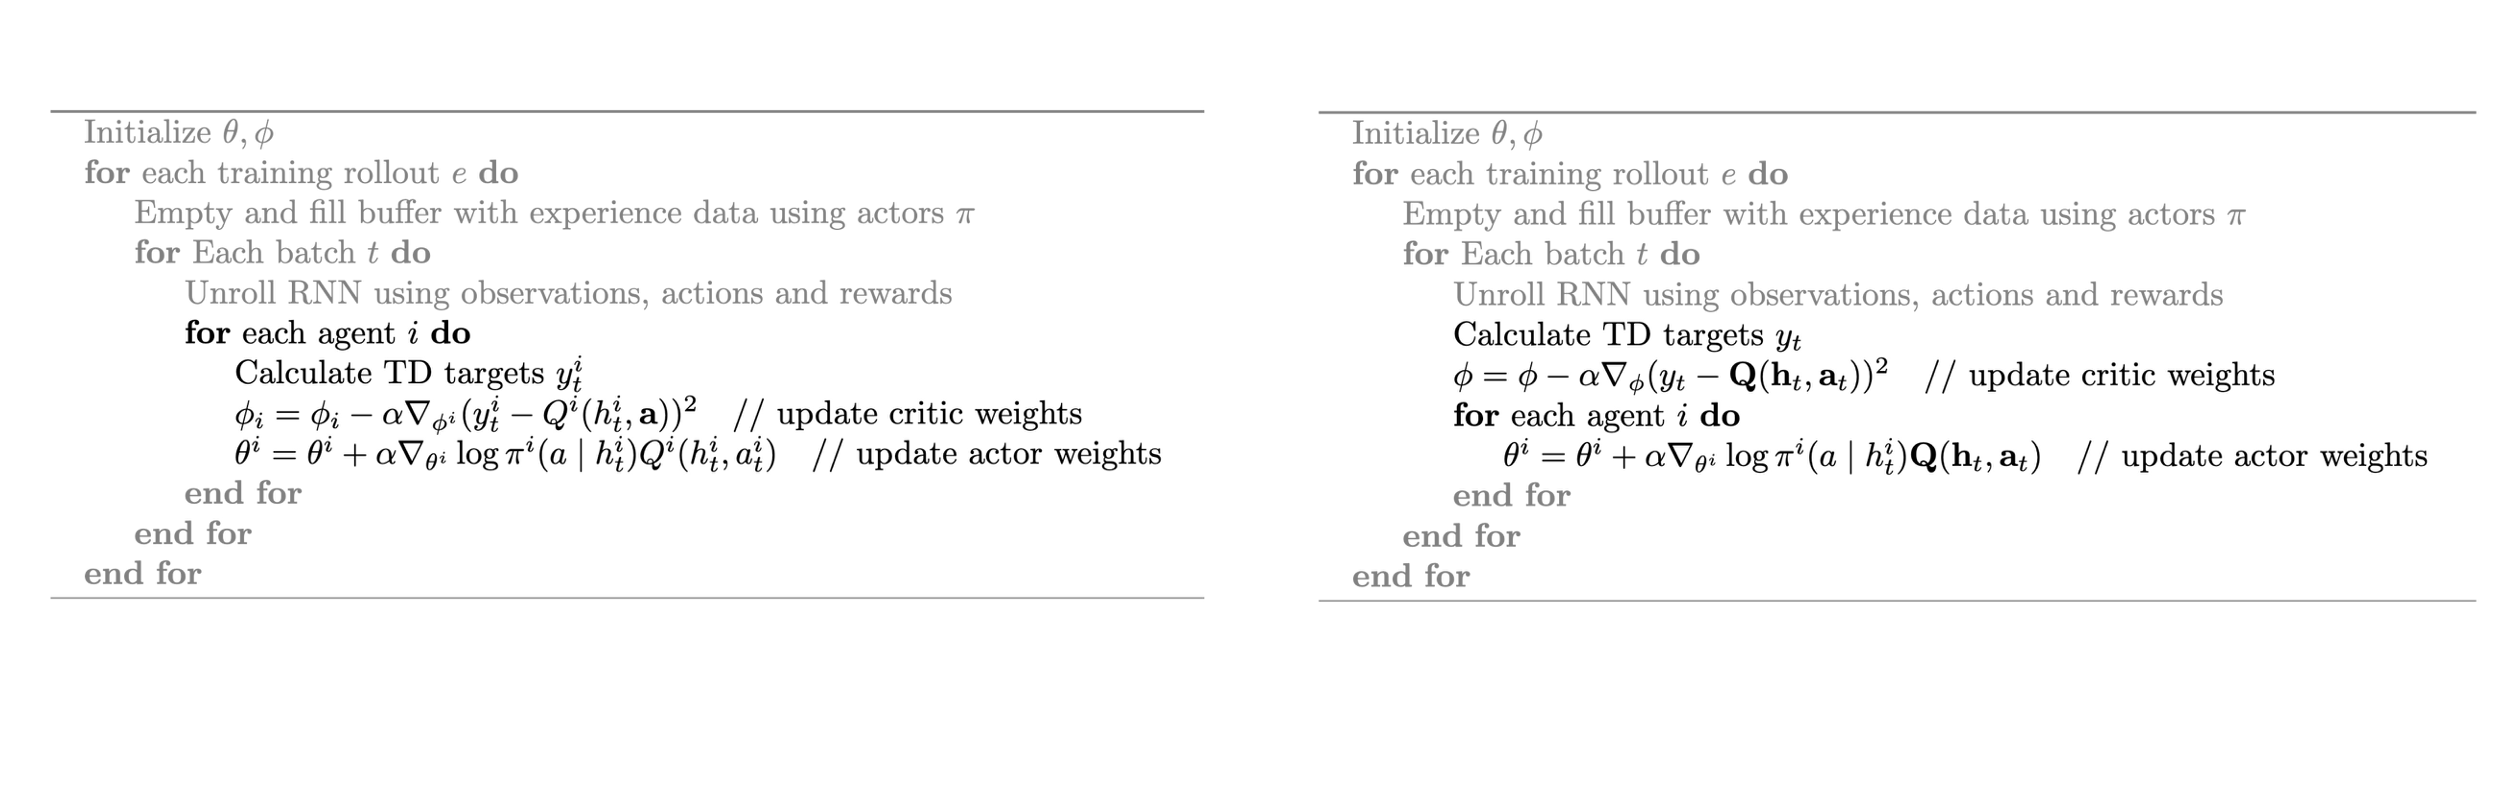 Initialize θ, ϕ
for each training rollout e do
Empty and fill buffer with experience data using actors π
for Each batch t do
Unroll RNN using observations, actions and rewards
for each agent i do
Calculate TD targets y_t^i
ϕ_i = ϕ_i − α∇_{ϕ^i}(y_t^i − Q^i(h_t^i, **a**))^2 // update critic weights
θ^i = θ^i + α∇_{θ^i} log π^i(a | h_t^i)Q^i(h_t^i, a_t^i) // update actor weights
end for
end for
end for
Initialize θ, ϕ
for each training rollout e do
Empty and fill buffer with experience data using actors π
for Each batch t do
Unroll RNN using observations, actions and rewards
Calculate TD targets y_t
ϕ = ϕ − α∇_ϕ(y_t − **Q**(**h**_t, **a**_t))^2 // update critic weights
for each agent i do
θ^i = θ^i + α∇_{θ^i} log π^i(a | h_t^i)**Q**(**h**_t, **a**_t) // update actor weights
end for
end for
end for